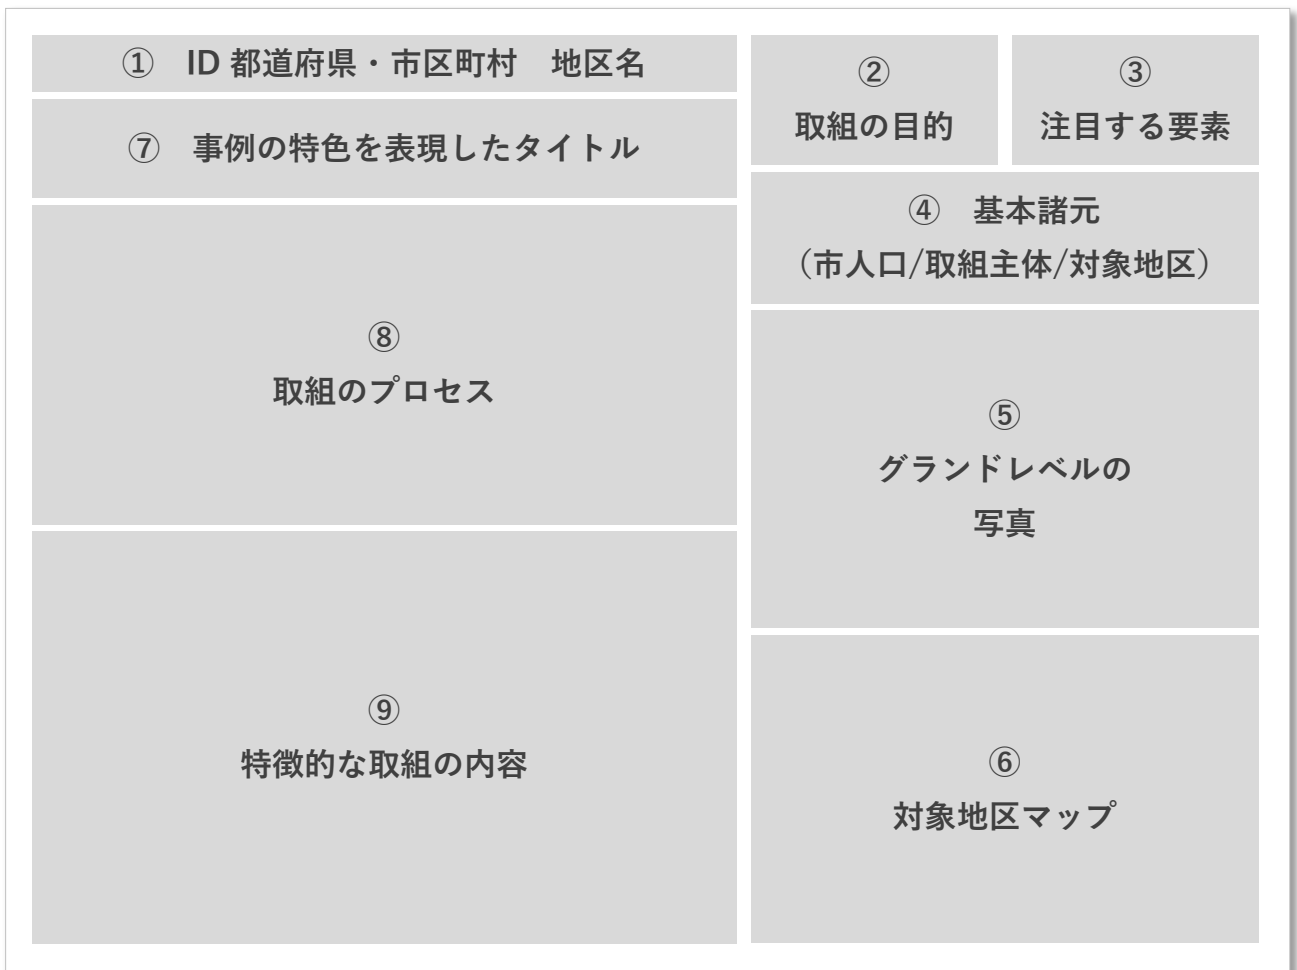 ① ID 都道府県・市区町村　地区名
⑦ 事例の特色を表現したタイトル
⑧
取組のプロセス
⑨
特徴的な取組の内容
②
取組の目的
③
注目する要素
④ 基本諸元
（市人口/取組主体/対象地区）
⑤
グランドレベルの
写真
⑥
対象地区マップ